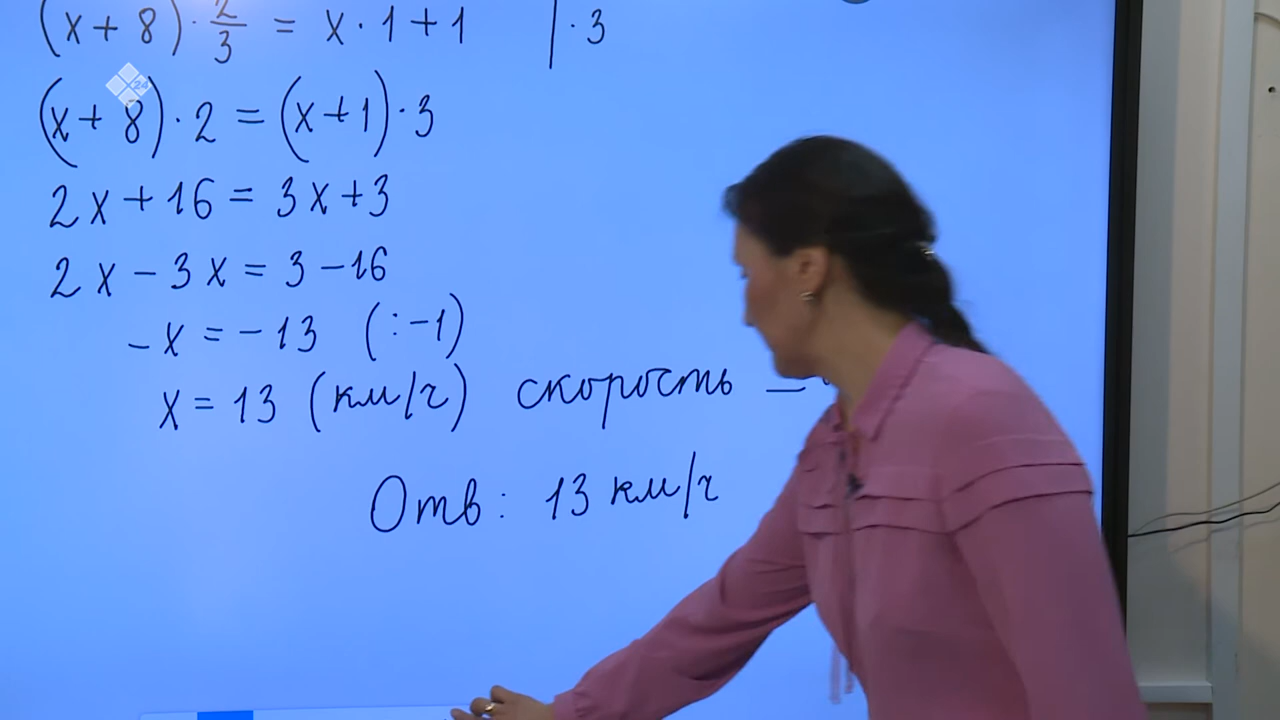 (x + 8) · 2/3 = x · 1 + 1 | · 3
(x + 8) · 2 = (x + 1) · 3
24
2x + 16 = 3x + 3
2x - 3x = 3 - 16
-x = -13 (: -1)
x = 13 (км/г) скорость —
Отв: 13 км/г